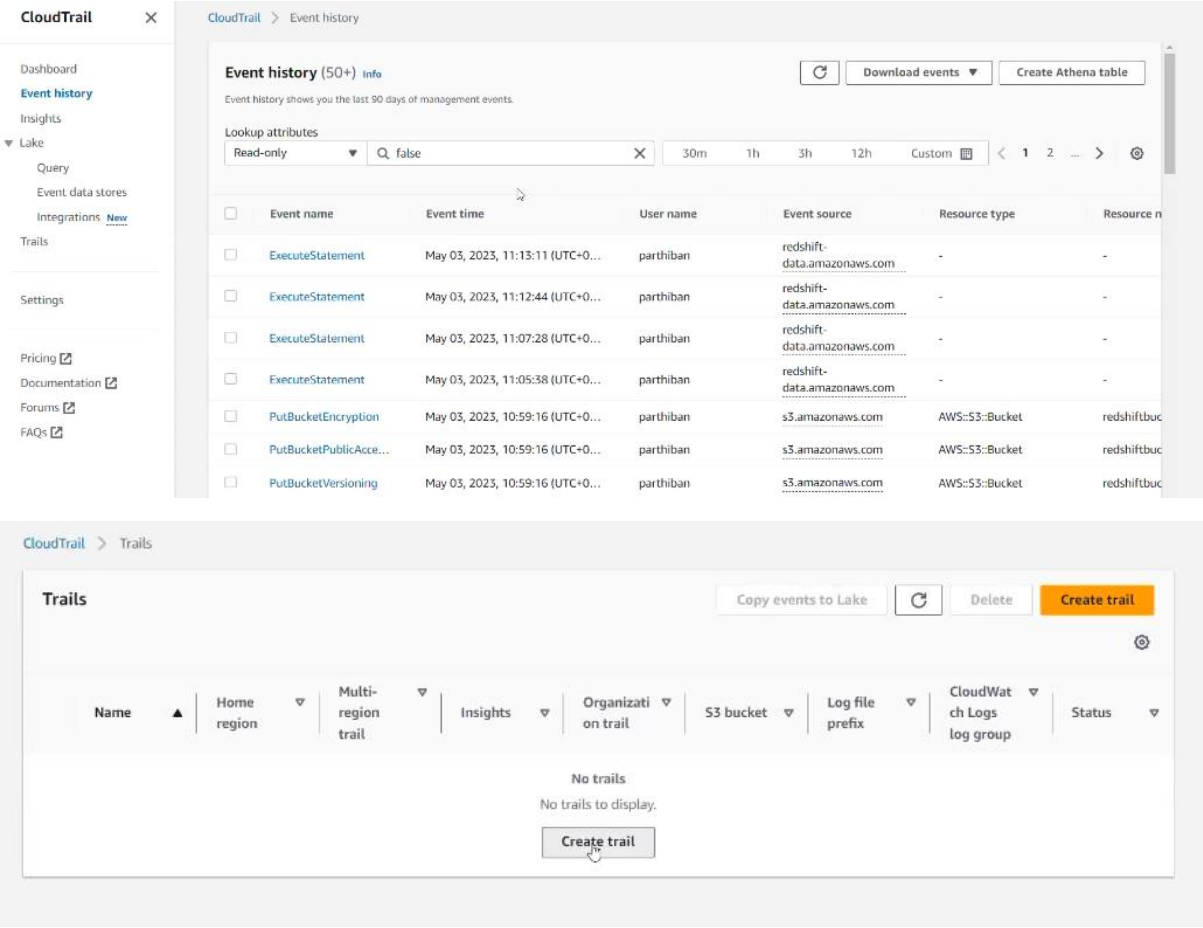 CloudTrail
CloudTrail > Event history
Dashboard
Event history
Insights
Lake
Query
Event data stores
Integrations New
Trails
Settings
Pricing
Documentation
Forums
FAQs
Event history (50+) Info
Download events
Create Athena table
Event history shows you the last 90 days of management events.
Lookup attributes
Read-only false 30m 1h 3h 12h Custom 1 2 ...
Event name Event time User name Event source Resource type Resource n
ExecuteStatement May 03, 2023, 11:13:11 (UTC+0... parthiban redshift-
data.amazonaws.com - -
ExecuteStatement May 03, 2023, 11:12:44 (UTC+0... parthiban redshift-
data.amazonaws.com - -
ExecuteStatement May 03, 2023, 11:07:28 (UTC+0... parthiban redshift-
data.amazonaws.com - -
ExecuteStatement May 03, 2023, 11:05:38 (UTC+0... parthiban redshift-
data.amazonaws.com - -
PutBucketEncryption May 03, 2023, 10:59:16 (UTC+0... parthiban s3.amazonaws.com AWS::S3::Bucket redshiftbuc
PutBucketPublicAcce... May 03, 2023, 10:59:16 (UTC+0... parthiban s3.amazonaws.com AWS::S3::Bucket redshiftbuc
PutBucketVersioning May 03, 2023, 10:59:16 (UTC+0... parthiban s3.amazonaws.com AWS::S3::Bucket redshiftbuc
CloudTrail > Trails
Trails
Copy events to Lake
Delete
Create trail
Name
Home
region
Multi-
region
trail
Insights
Organizati
on trail
S3 bucket
Log file
prefix
CloudWat
ch Logs
log group
Status
No trails
No trails to display.
Create trail